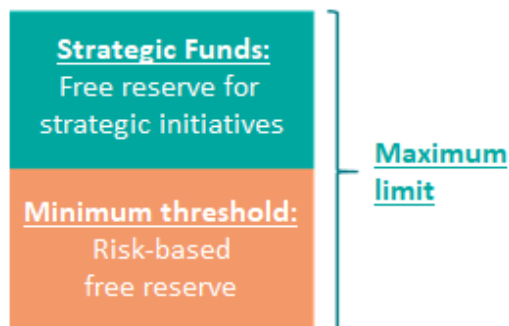 Strategic Funds:
Free reserve for
strategic initiatives
Maximum
limit
Minimum threshold:
Risk-based
free reserve